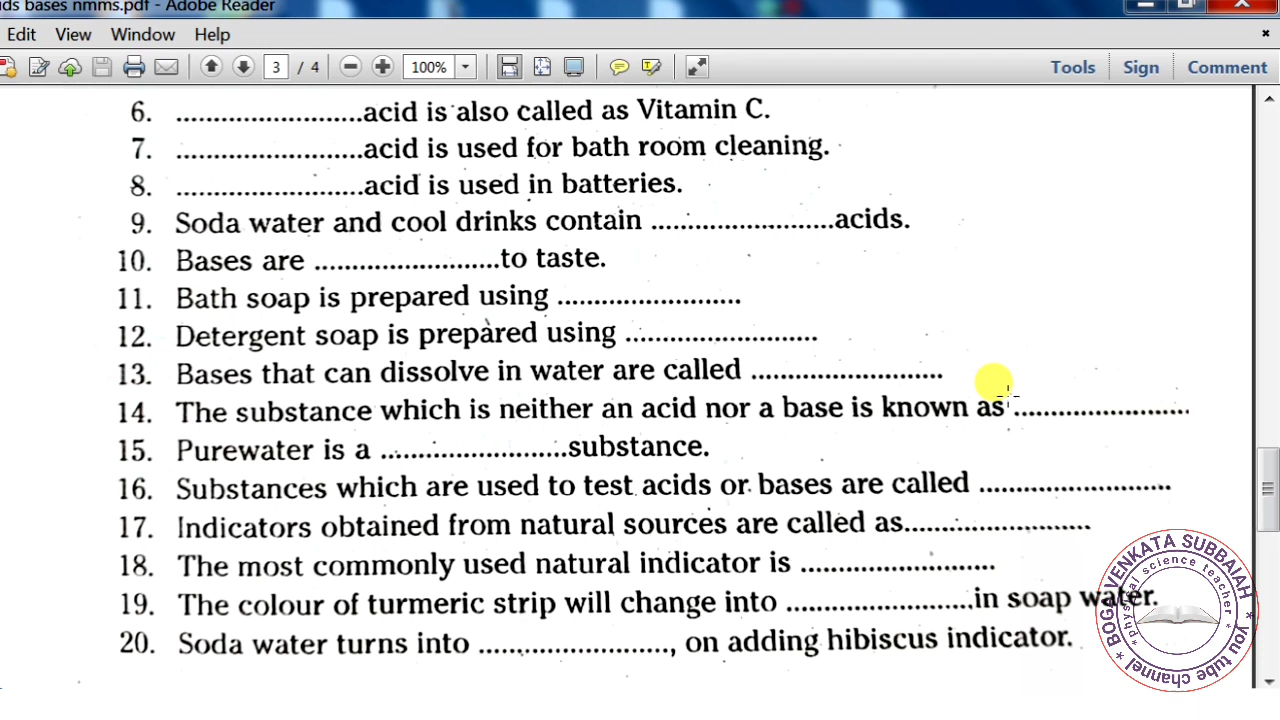 ids bases nmms.pdf - Adobe Reader
Edit View Window Help
3 / 4 100% Tools Sign Comment
6. .........................acid is also called as Vitamin C.
7. .........................acid is used for bath room cleaning.
8. .........................acid is used in batteries.
9. Soda water and cool drinks contain .........................acids.
10. Bases are .........................to taste.
11. Bath soap is prepared using .........................
12. Detergent soap is prepared using ..........................
13. Bases that can dissolve in water are called ..........................
14. The substance which is neither an acid nor a base is known as ........................
15. Purewater is a .........................substance.
16. Substances which are used to test acids or bases are called ..........................
17. Indicators obtained from natural sources are called as.........................
18. The most commonly used natural indicator is ..........................
19. The colour of turmeric strip will change into .........................in soap water.
20. Soda water turns into .........................., on adding hibiscus indicator.
BOGGU VENKATA SUBBAIAH * you tube channel *
*physical science teacher*